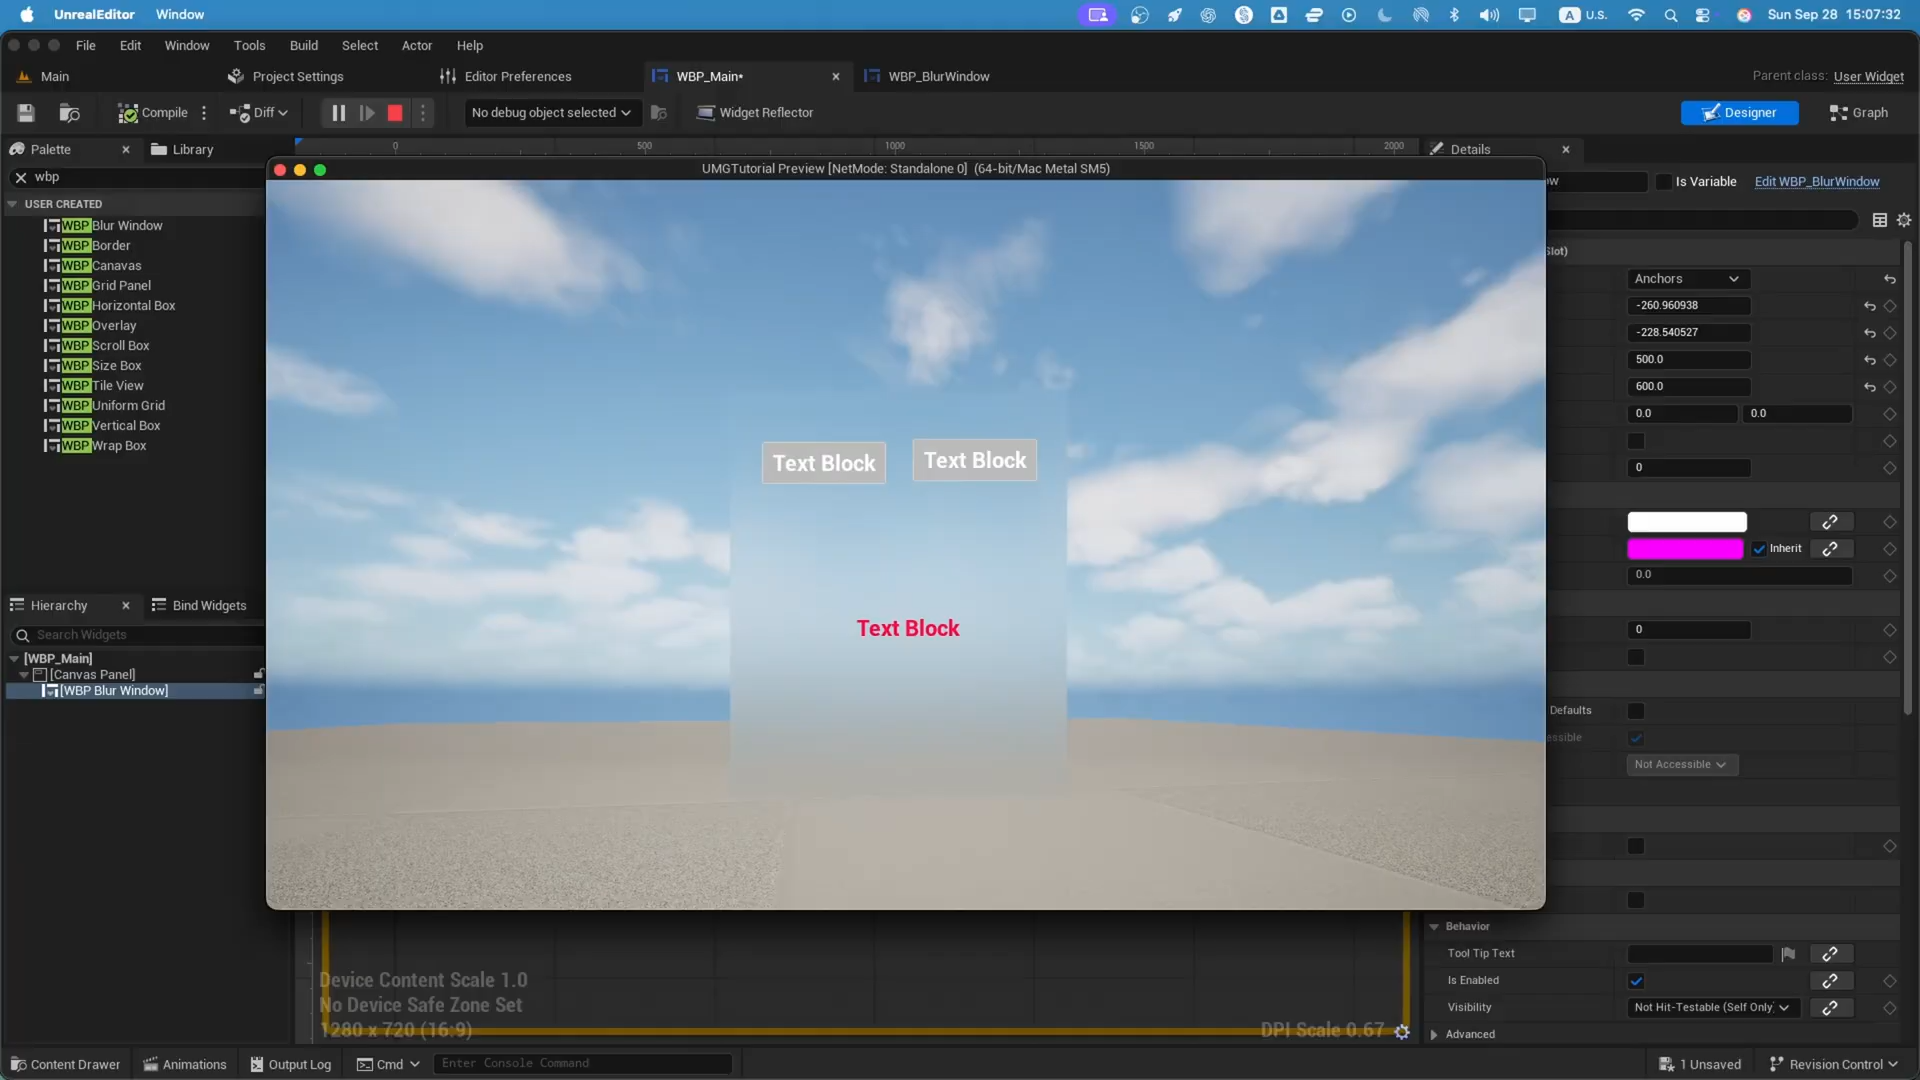 UnrealEditor Window
A U.S. Sun Sep 28 15:07:32
File Edit Window Tools Build Select Actor Help
Main Project Settings Editor Preferences WBP_Main* WBP_BlurWindow Parent class: User Widget
Compile Diff No debug object selected Widget Reflector Designer Graph
Palette Library 0 500 1000 1500 2000 Details
wbp
UMGTutorial Preview [NetMode: Standalone 0] (64-bit/Mac Metal SM5)
ow Is Variable Edit WBP_BlurWindow
USER CREATED
WBP Blur Window
WBP Border
WBP Canavas
WBP Grid Panel
WBP Horizontal Box
WBP Overlay
WBP Scroll Box
WBP Size Box
WBP Tile View
WBP Uniform Grid
WBP Vertical Box
WBP Wrap Box
Slot)
Anchors
-260.960938
-228.540527
500.0
600.0
0.0 0.0
0
Text Block Text Block
Inherit
0.0
Hierarchy Bind Widgets
Search Widgets
[WBP_Main]
[Canvas Panel]
[WBP Blur Window]
Text Block
0
Defaults
essible
Not Accessible
Behavior
Tool Tip Text
Is Enabled
Visibility Not Hit-Testable (Self Only)
Advanced
Device Content Scale 1.0
No Device Safe Zone Set
1280 x 720 (16:9) DPI Scale 0.67
Content Drawer Animations Output Log Cmd Enter Console Command 1 Unsaved Revision Control